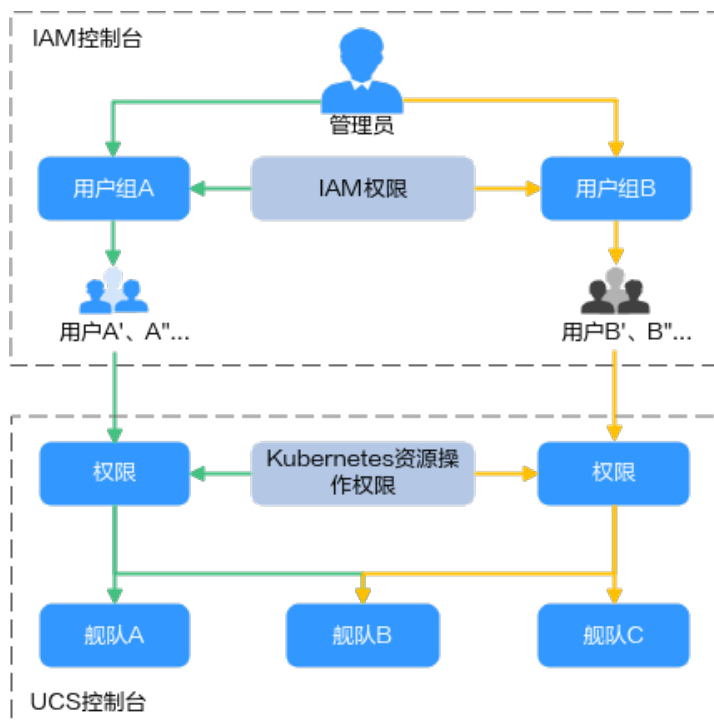 IAM控制台
管理员
用户组A
IAM权限
用户组B
用户A'、A"...
用户B'、B"...
权限
Kubernetes资源操
作权限
权限
舰队A
舰队B
舰队C
UCS控制台